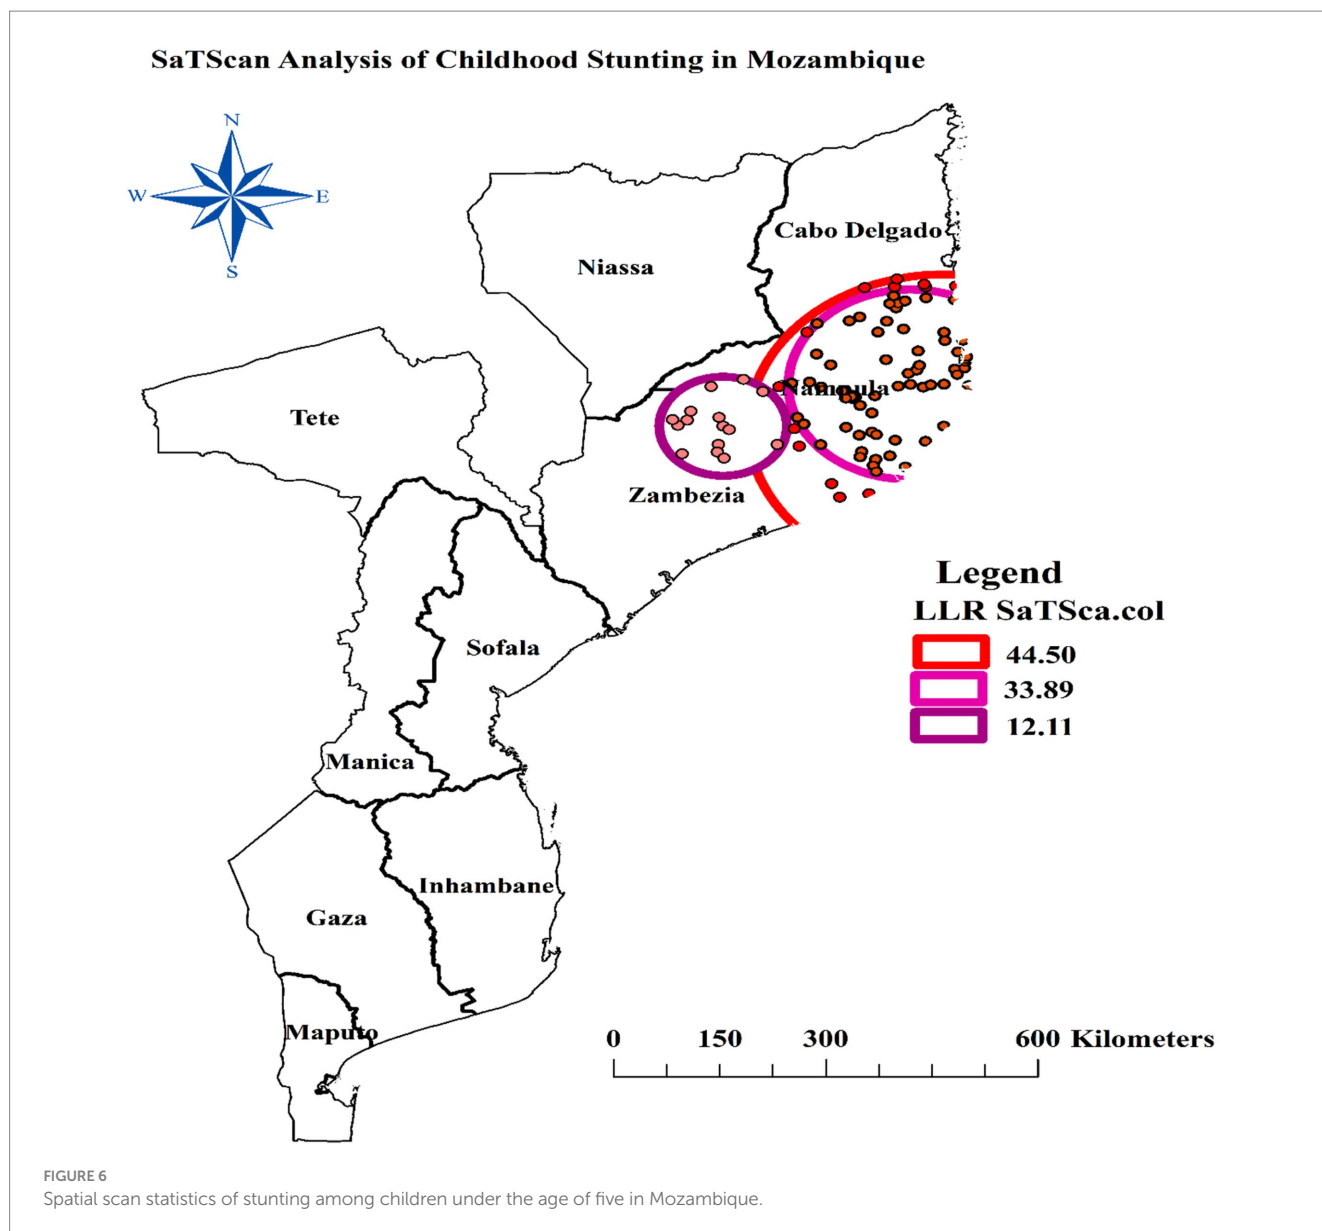 SaTScan Analysis of Childhood Stunting in Mozambique
N
W
E
S
Cabo Delgado
Niassa
Nampula
Tete
Zambezia
Legend
LLR SaTSca.col
44.50
33.89
12.11
Sofala
Manica
Inhambane
Gaza
Maputo
0 150 300 600 Kilometers
FIGURE 6
Spatial scan statistics of stunting among children under the age of five in Mozambique.